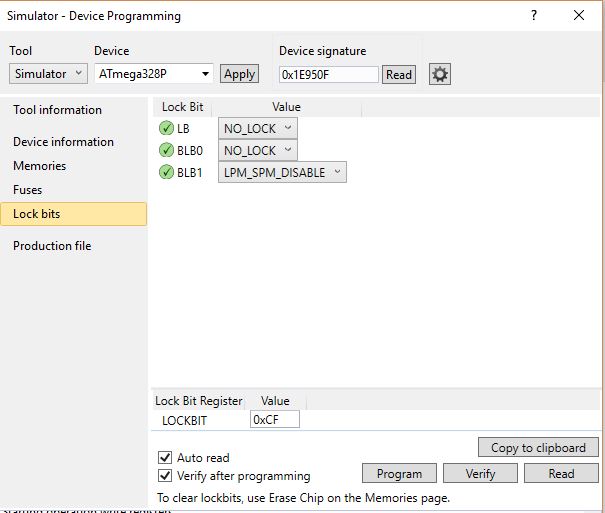 Simulator - Device Programming ? ×
Tool Device Device signature
Simulator ATmega328P Apply 0x1E950F Read
Tool information
Device information
Memories
Fuses
Lock bits
Production file
Lock Bit Value
LB NO_LOCK
BLB0 NO_LOCK
BLB1 LPM_SPM_DISABLE
Lock Bit Register Value
LOCKBIT 0xCF
Copy to clipboard
Auto read
Verify after programming Program Verify Read
To clear lockbits, use Erase Chip on the Memories page.